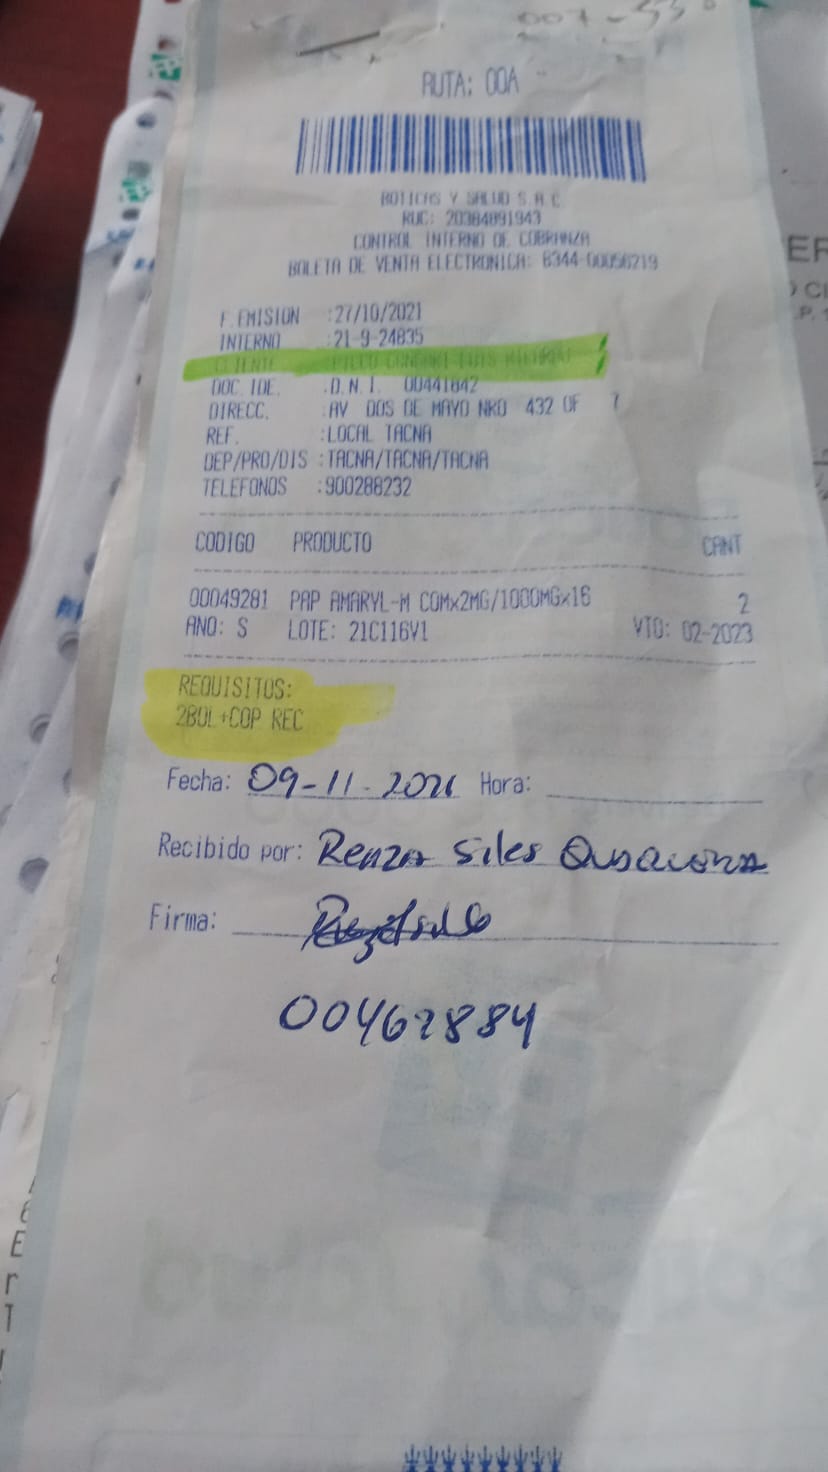 RUTA: 00A
BOTICAS Y SALUD S.A.C
RUC: 20384891943
CONTROL INTERNO DE COBRANZA
BOLETA DE VENTA ELECTRONICA: B344-00056219
F.EMISION :27/10/2021
INTERNO :21-9-24835
CLIENTE
DOC. IDE. :D.N.I. 00441842
DIRECC. :AV DOS DE MAYO NRO 432 OF 7
REF. :LOCAL TACNA
DEP/PRO/DIS :TACNA/TACNA/TACNA
TELEFONOS :900288232
CODIGO PRODUCTO CANT
00049281 PAP AMARYL-M COMx2MG/1000MGx16 2
ANO: S LOTE: 21C116V1 VTO: 02-2023
REQUISITOS:
2BOL+COP REC
Fecha: 09-11-2021 Hora:
Recibido por: Renzo Siles
Firma:
00467884